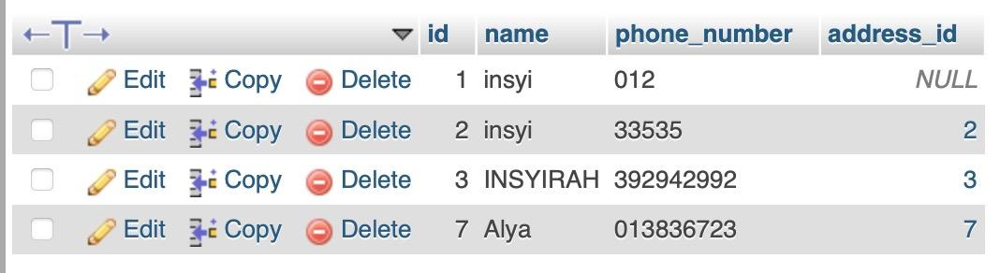 ←T→ id name phone_number address_id
Edit Copy Delete 1 insyi 012 NULL
Edit Copy Delete 2 insyi 33535 2
Edit Copy Delete 3 INSYIRAH 392942992 3
Edit Copy Delete 7 Alya 013836723 7